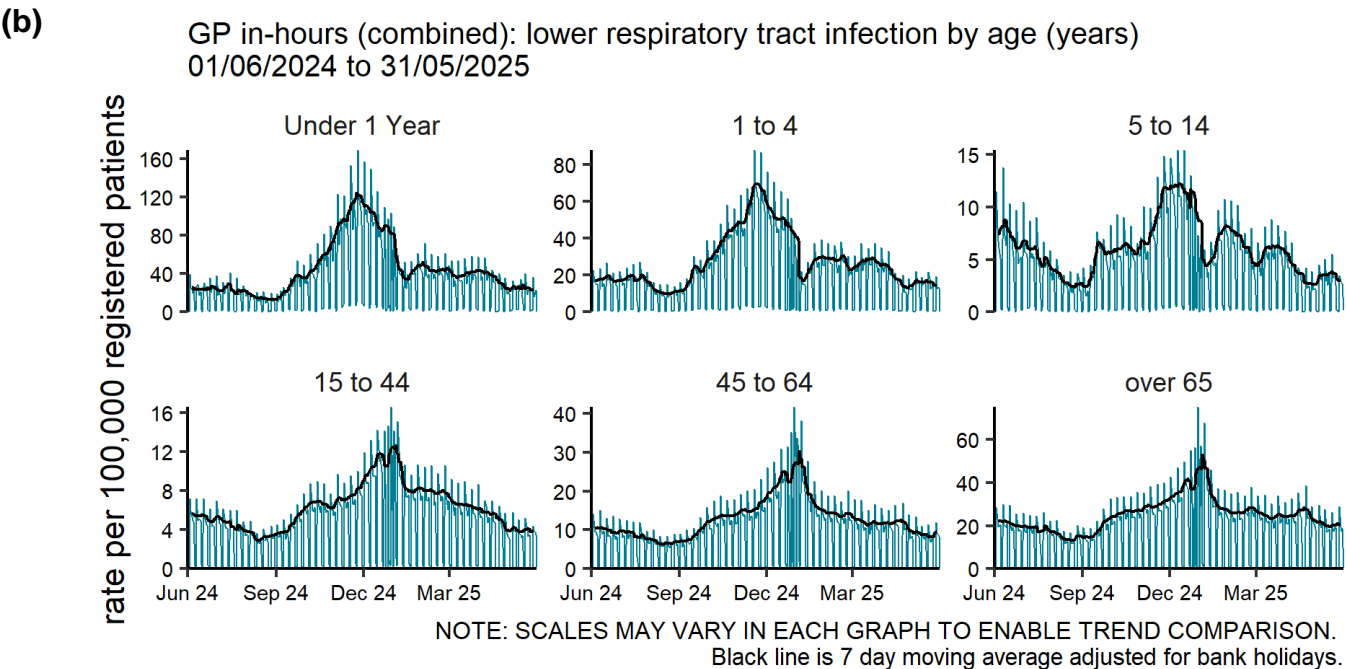 (b)
GP in-hours (combined): lower respiratory tract infection by age (years)
01/06/2024 to 31/05/2025
rate per 100,000 registered patients
Under 1 Year
160
120
80
40
0
1 to 4
80
60
40
20
0
5 to 14
15
10
5
0
15 to 44
16
12
8
4
0
Jun 24 Sep 24 Dec 24 Mar 25
45 to 64
40
30
20
10
0
Jun 24 Sep 24 Dec 24 Mar 25
over 65
60
40
20
0
Jun 24 Sep 24 Dec 24 Mar 25
NOTE: SCALES MAY VARY IN EACH GRAPH TO ENABLE TREND COMPARISON.
Black line is 7 day moving average adjusted for bank holidays.